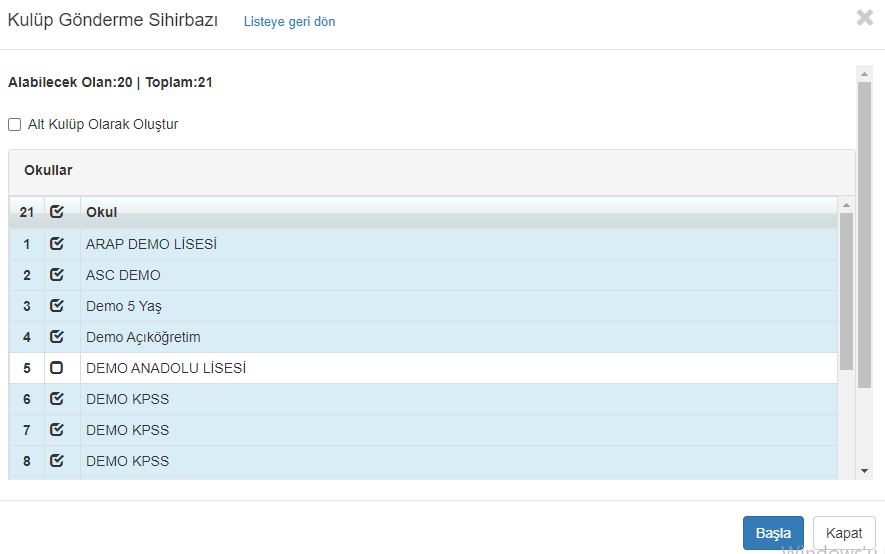 Kulüp Gönderme Sihirbazı Listeye geri dön
Alabilecek Olan:20 | Toplam:21
Alt Kulüp Olarak Oluştur
Okullar
21 Okul
1 ARAP DEMO LİSESİ
2 ASC DEMO
3 Demo 5 Yaş
4 Demo Açıköğretim
5 DEMO ANADOLU LİSESİ
6 DEMO KPSS
7 DEMO KPSS
8 DEMO KPSS
Başla Kapat
Windows'u